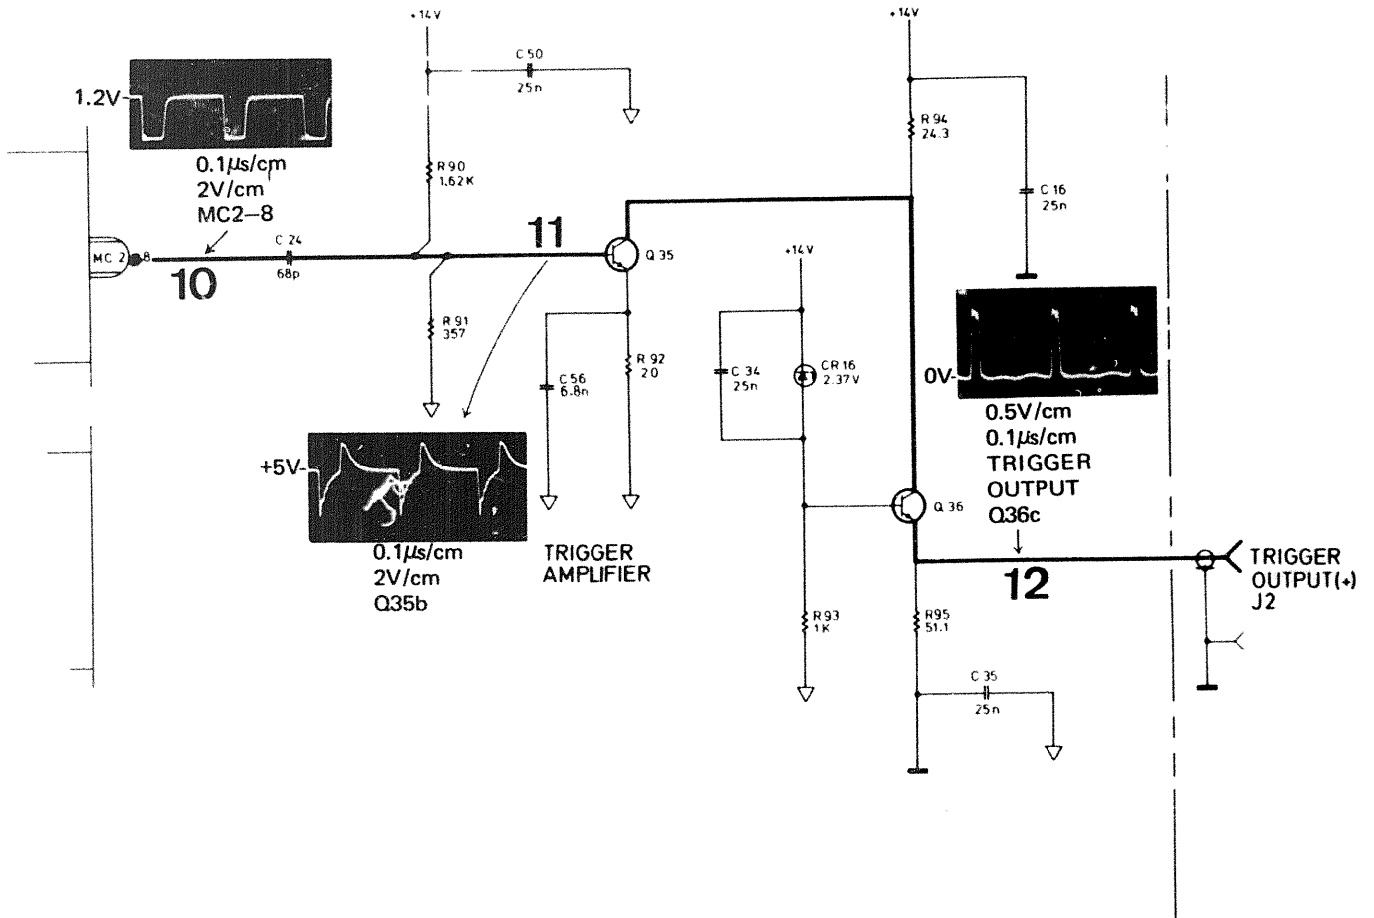 +14V
+14V
C 50
25n
1.2V-
R 94
24.3
0.1µs/cm
2V/cm
MC2-8
R 90
1.62K
C 16
25n
11
C 24
MC 2
8
68p
10
Q 35
+14V
R 91
357
R 92
20
C 56
6.8n
C 34
25n
CR 16
2.37V
0V-
0.5V/cm
0.1µs/cm
TRIGGER
OUTPUT
Q36c
+5V-
Q 36
0.1µs/cm
2V/cm
Q35b
TRIGGER
AMPLIFIER
12
TRIGGER
OUTPUT(+)
J2
R 93
1K
R95
51.1
C 35
25n